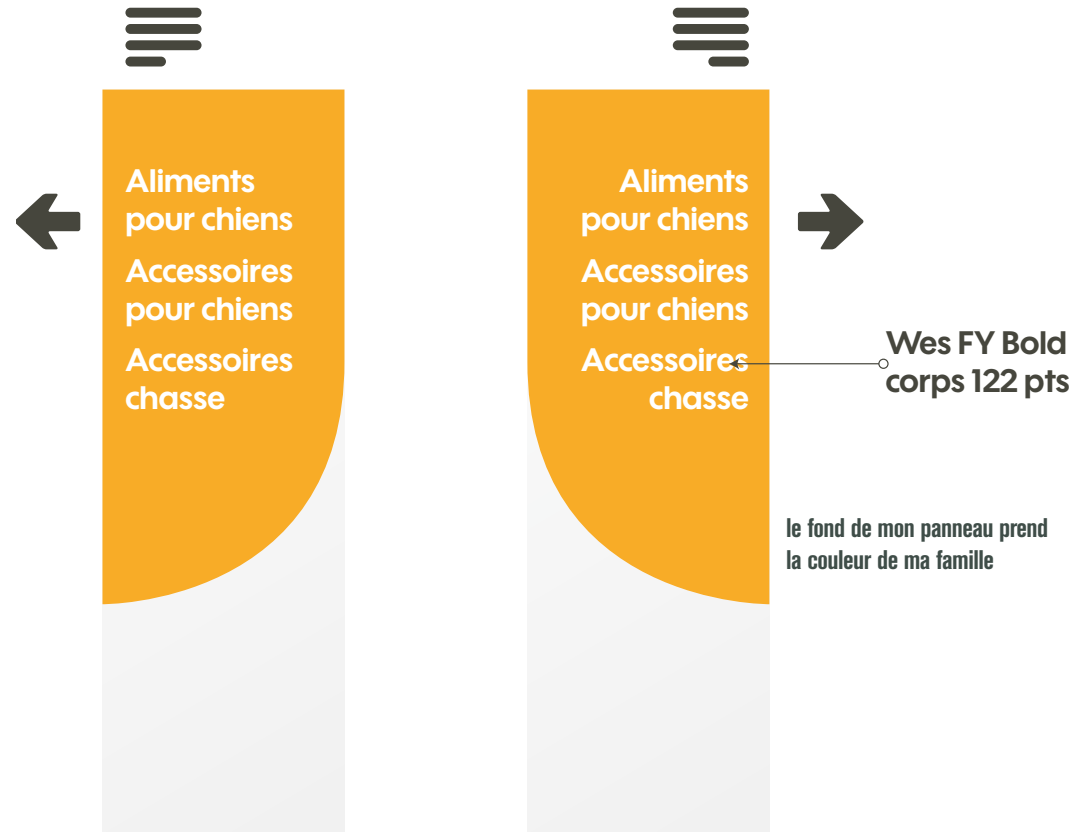 Aliments
pour chiens
Accessoires
pour chiens
Accessoires
chasse
Aliments
pour chiens
Accessoires
pour chiens
Accessoires
chasse
Wes FY Bold
corps 122 pts
le fond de mon panneau prend
la couleur de ma famille